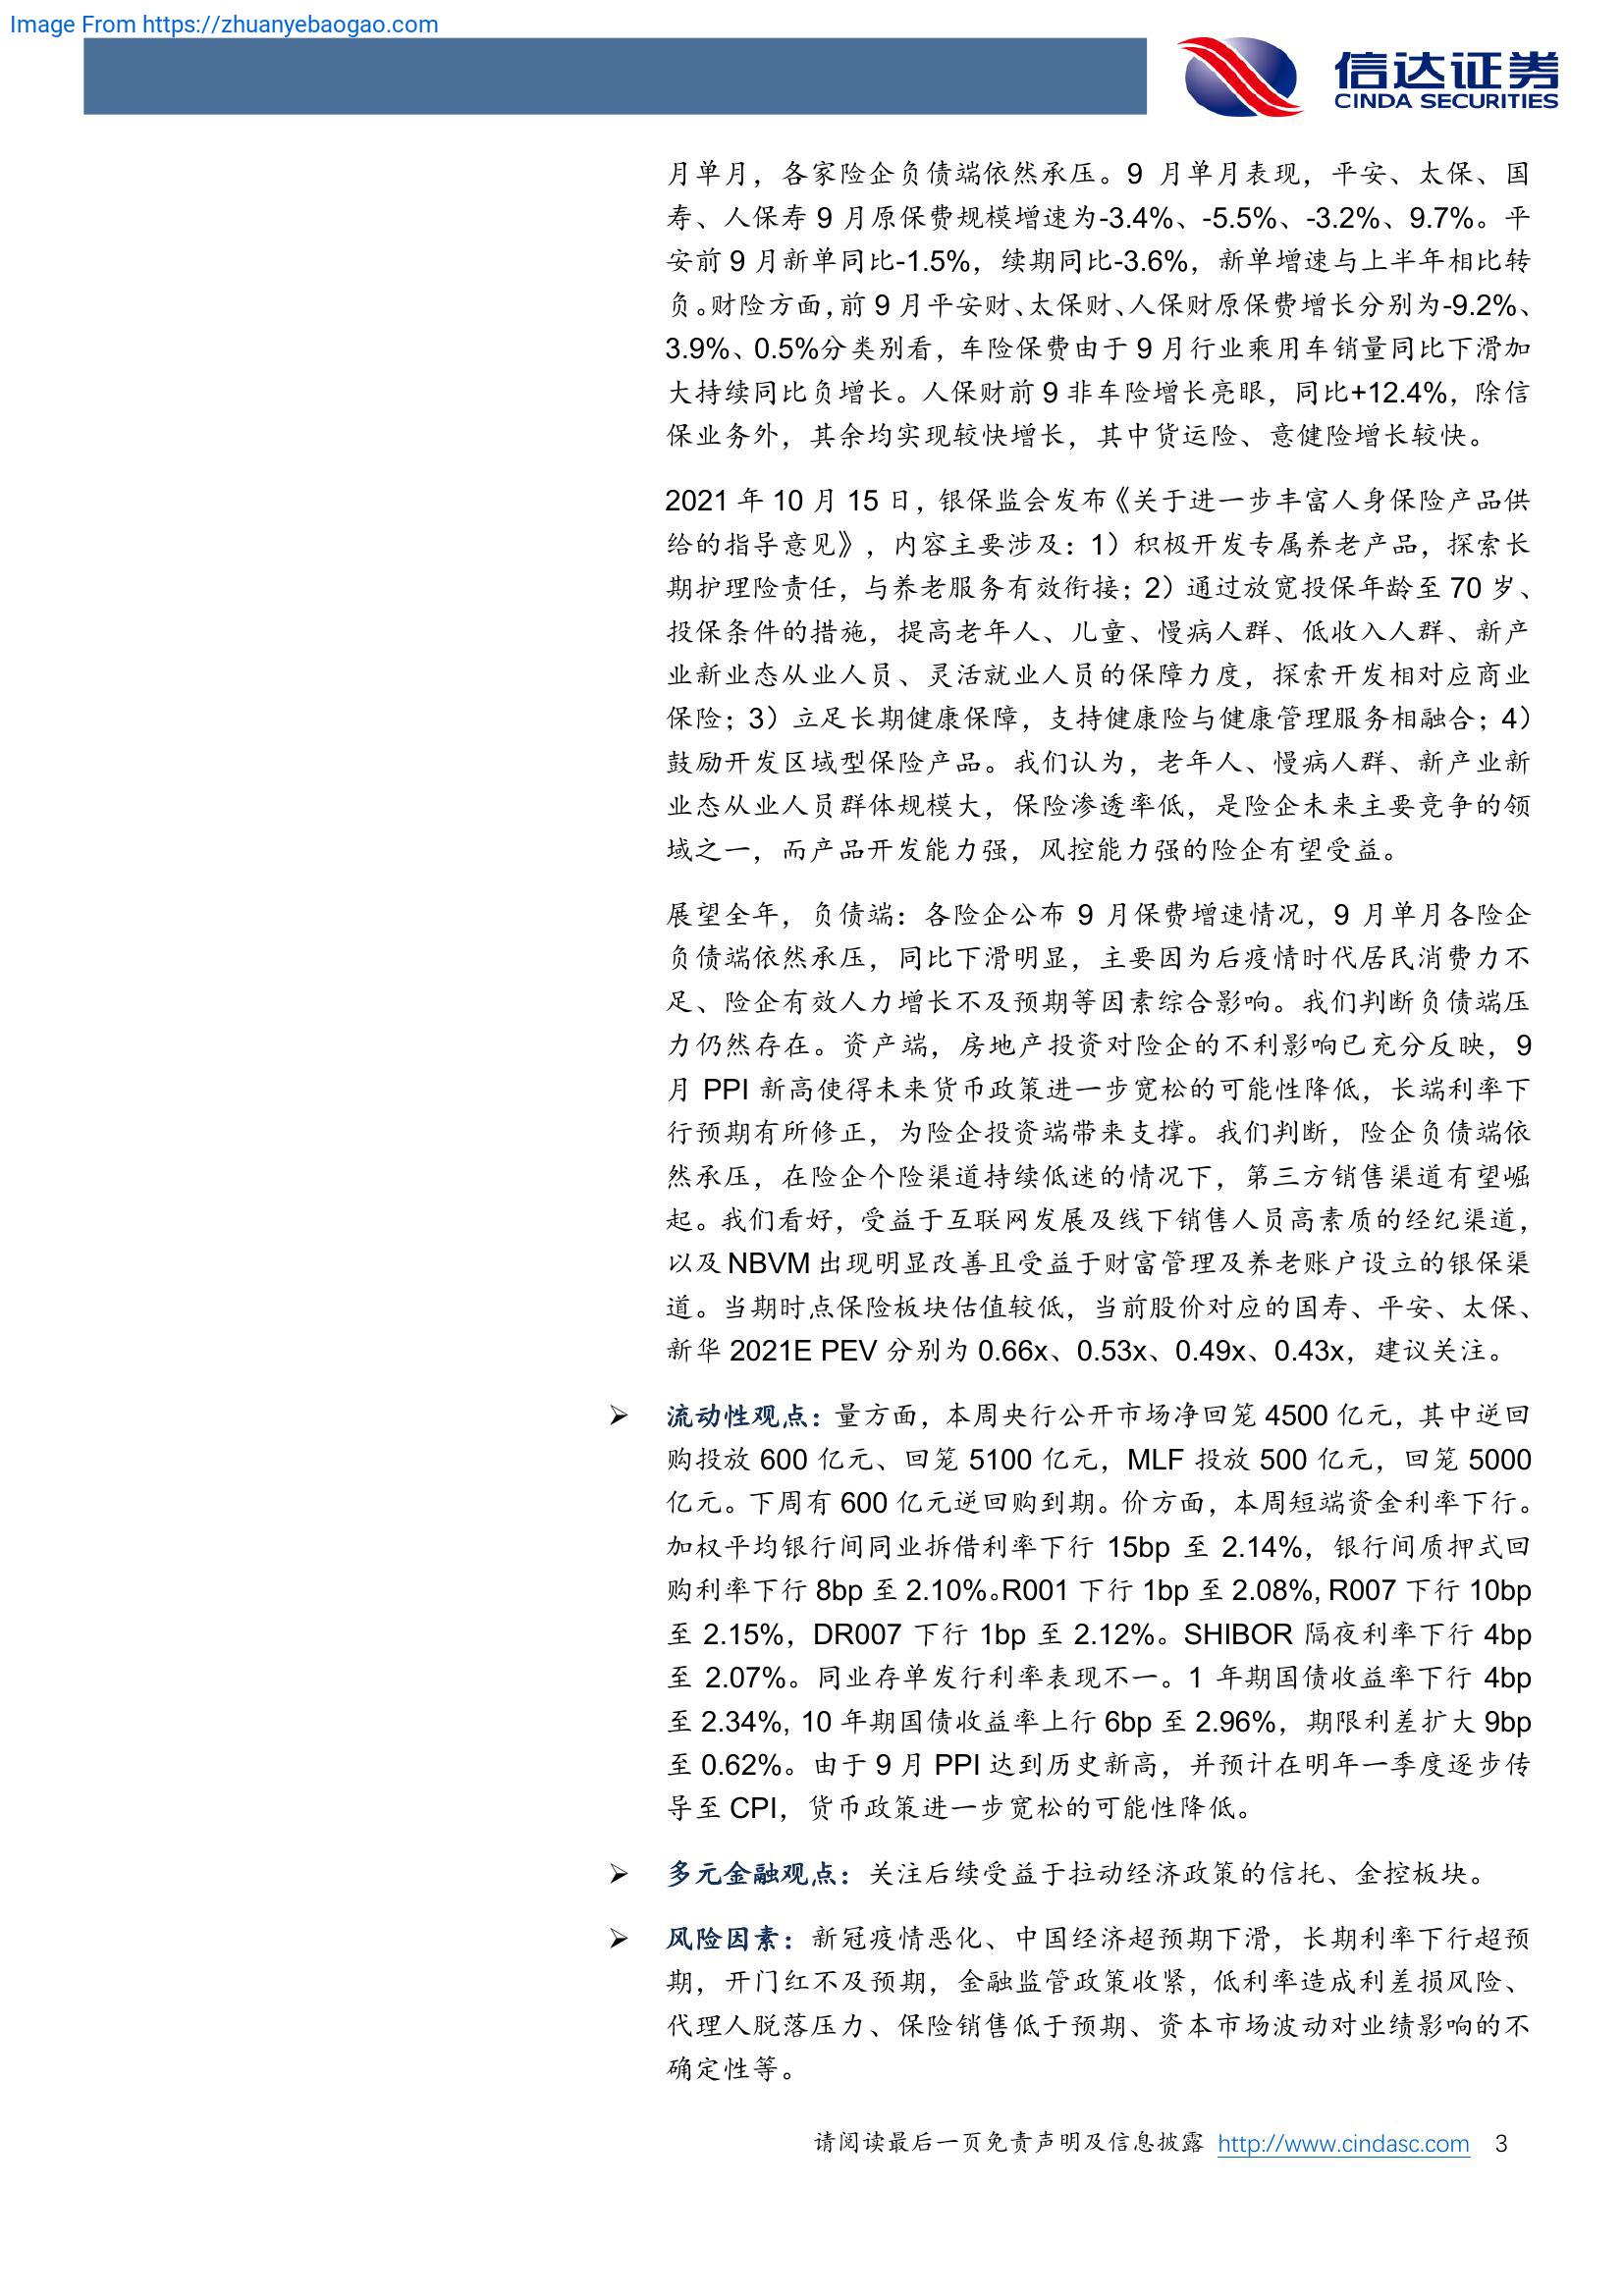 Image From https://zhuanyebaogao.com
信达证券
CINDA SECURITIES
月单月，各家险企负债端依然承压。9 月单月表现，平安、太保、国
寿、人保寿 9 月原保费规模增速为-3.4%、-5.5%、-3.2%、9.7%。平
安前 9 月新单同比-1.5%，续期同比-3.6%，新单增速与上半年相比转
负。财险方面，前 9 月平安财、太保财、人保财原保费增长分别为-9.2%、
3.9%、0.5%分类别看，车险保费由于 9 月行业乘用车销量同比下滑加
大持续同比负增长。人保财前 9 非车险增长亮眼，同比+12.4%，除信
保业务外，其余均实现较快增长，其中货运险、意健险增长较快。
2021 年 10 月 15 日，银保监会发布《关于进一步丰富人身保险产品供
给的指导意见》，内容主要涉及：1）积极开发专属养老产品，探索长
期护理险责任，与养老服务有效衔接；2）通过放宽投保年龄至 70 岁、
投保条件的措施，提高老年人、儿童、慢病人群、低收入人群、新产
业新业态从业人员、灵活就业人员的保障力度，探索开发相对应商业
保险；3）立足长期健康保障，支持健康险与健康管理服务相融合；4）
鼓励开发区域型保险产品。我们认为，老年人、慢病人群、新产业新
业态从业人员群体规模大，保险渗透率低，是险企未来主要竞争的领
域之一，而产品开发能力强，风控能力强的险企有望受益。
展望全年，负债端：各险企公布 9 月保费增速情况，9 月单月各险企
负债端依然承压，同比下滑明显，主要因为后疫情时代居民消费力不
足、险企有效人力增长不及预期等因素综合影响。我们判断负债端压
力仍然存在。资产端，房地产投资对险企的不利影响已充分反映，9
月 PPI 新高使得未来货币政策进一步宽松的可能性降低，长端利率下
行预期有所修正，为险企投资端带来支撑。我们判断，险企负债端依
然承压，在险企个险渠道持续低迷的情况下，第三方销售渠道有望崛
起。我们看好，受益于互联网发展及线下销售人员高素质的经纪渠道，
以及 NBVM 出现明显改善且受益于财富管理及养老账户设立的银保渠
道。当期时点保险板块估值较低，当前股价对应的国寿、平安、太保、
新华 2021E PEV 分别为 0.66x、0.53x、0.49x、0.43x，建议关注。
➢ 流动性观点：量方面，本周央行公开市场净回笼 4500 亿元，其中逆回
购投放 600 亿元、回笼 5100 亿元，MLF 投放 500 亿元，回笼 5000
亿元。下周有 600 亿元逆回购到期。价方面，本周短端资金利率下行。
加权平均银行间同业拆借利率下行 15bp 至 2.14%，银行间质押式回
购利率下行 8bp 至 2.10%。R001 下行 1bp 至 2.08%, R007 下行 10bp
至 2.15%，DR007 下行 1bp 至 2.12%。SHIBOR 隔夜利率下行 4bp
至 2.07%。同业存单发行利率表现不一。1 年期国债收益率下行 4bp
至 2.34%, 10 年期国债收益率上行 6bp 至 2.96%，期限利差扩大 9bp
至 0.62%。由于 9 月 PPI 达到历史新高，并预计在明年一季度逐步传
导至 CPI，货币政策进一步宽松的可能性降低。
➢ 多元金融观点：关注后续受益于拉动经济政策的信托、金控板块。
➢ 风险因素：新冠疫情恶化、中国经济超预期下滑，长期利率下行超预
期，开门红不及预期，金融监管政策收紧, 低利率造成利差损风险、
代理人脱落压力、保险销售低于预期、资本市场波动对业绩影响的不
确定性等。
请阅读最后一页免责声明及信息披露 http://www.cindasc.com 3